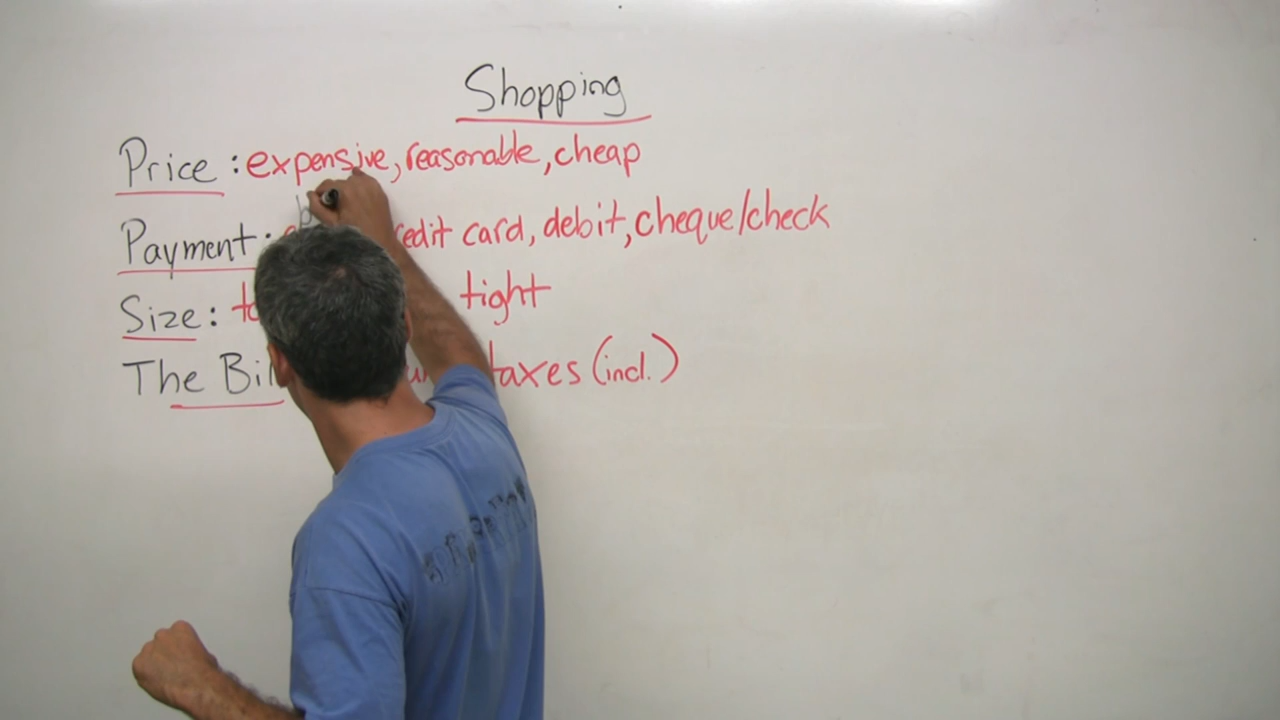 Shopping
Price : expensive, reasonable, cheap
Payment : credit card, debit, cheque/check
Size : tight
The Bill taxes (incl.)